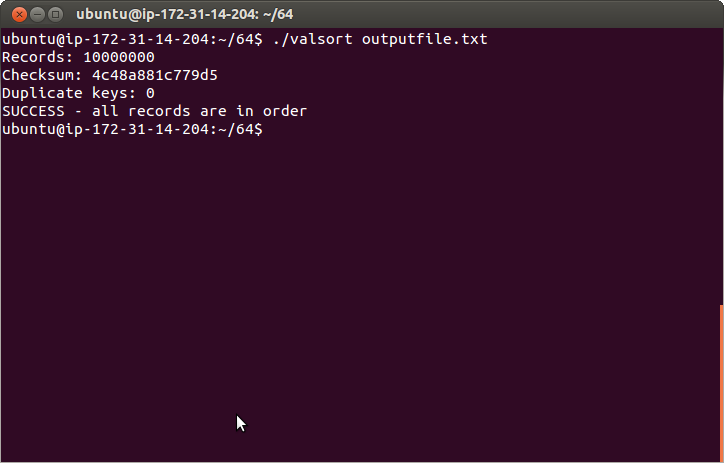 ubuntu@ip-172-31-14-204: ~/64
ubuntu@ip-172-31-14-204:~/64$ ./valsort outputfile.txt
Records: 10000000
Checksum: 4c48a881c779d5
Duplicate keys: 0
SUCCESS - all records are in order
ubuntu@ip-172-31-14-204:~/64$